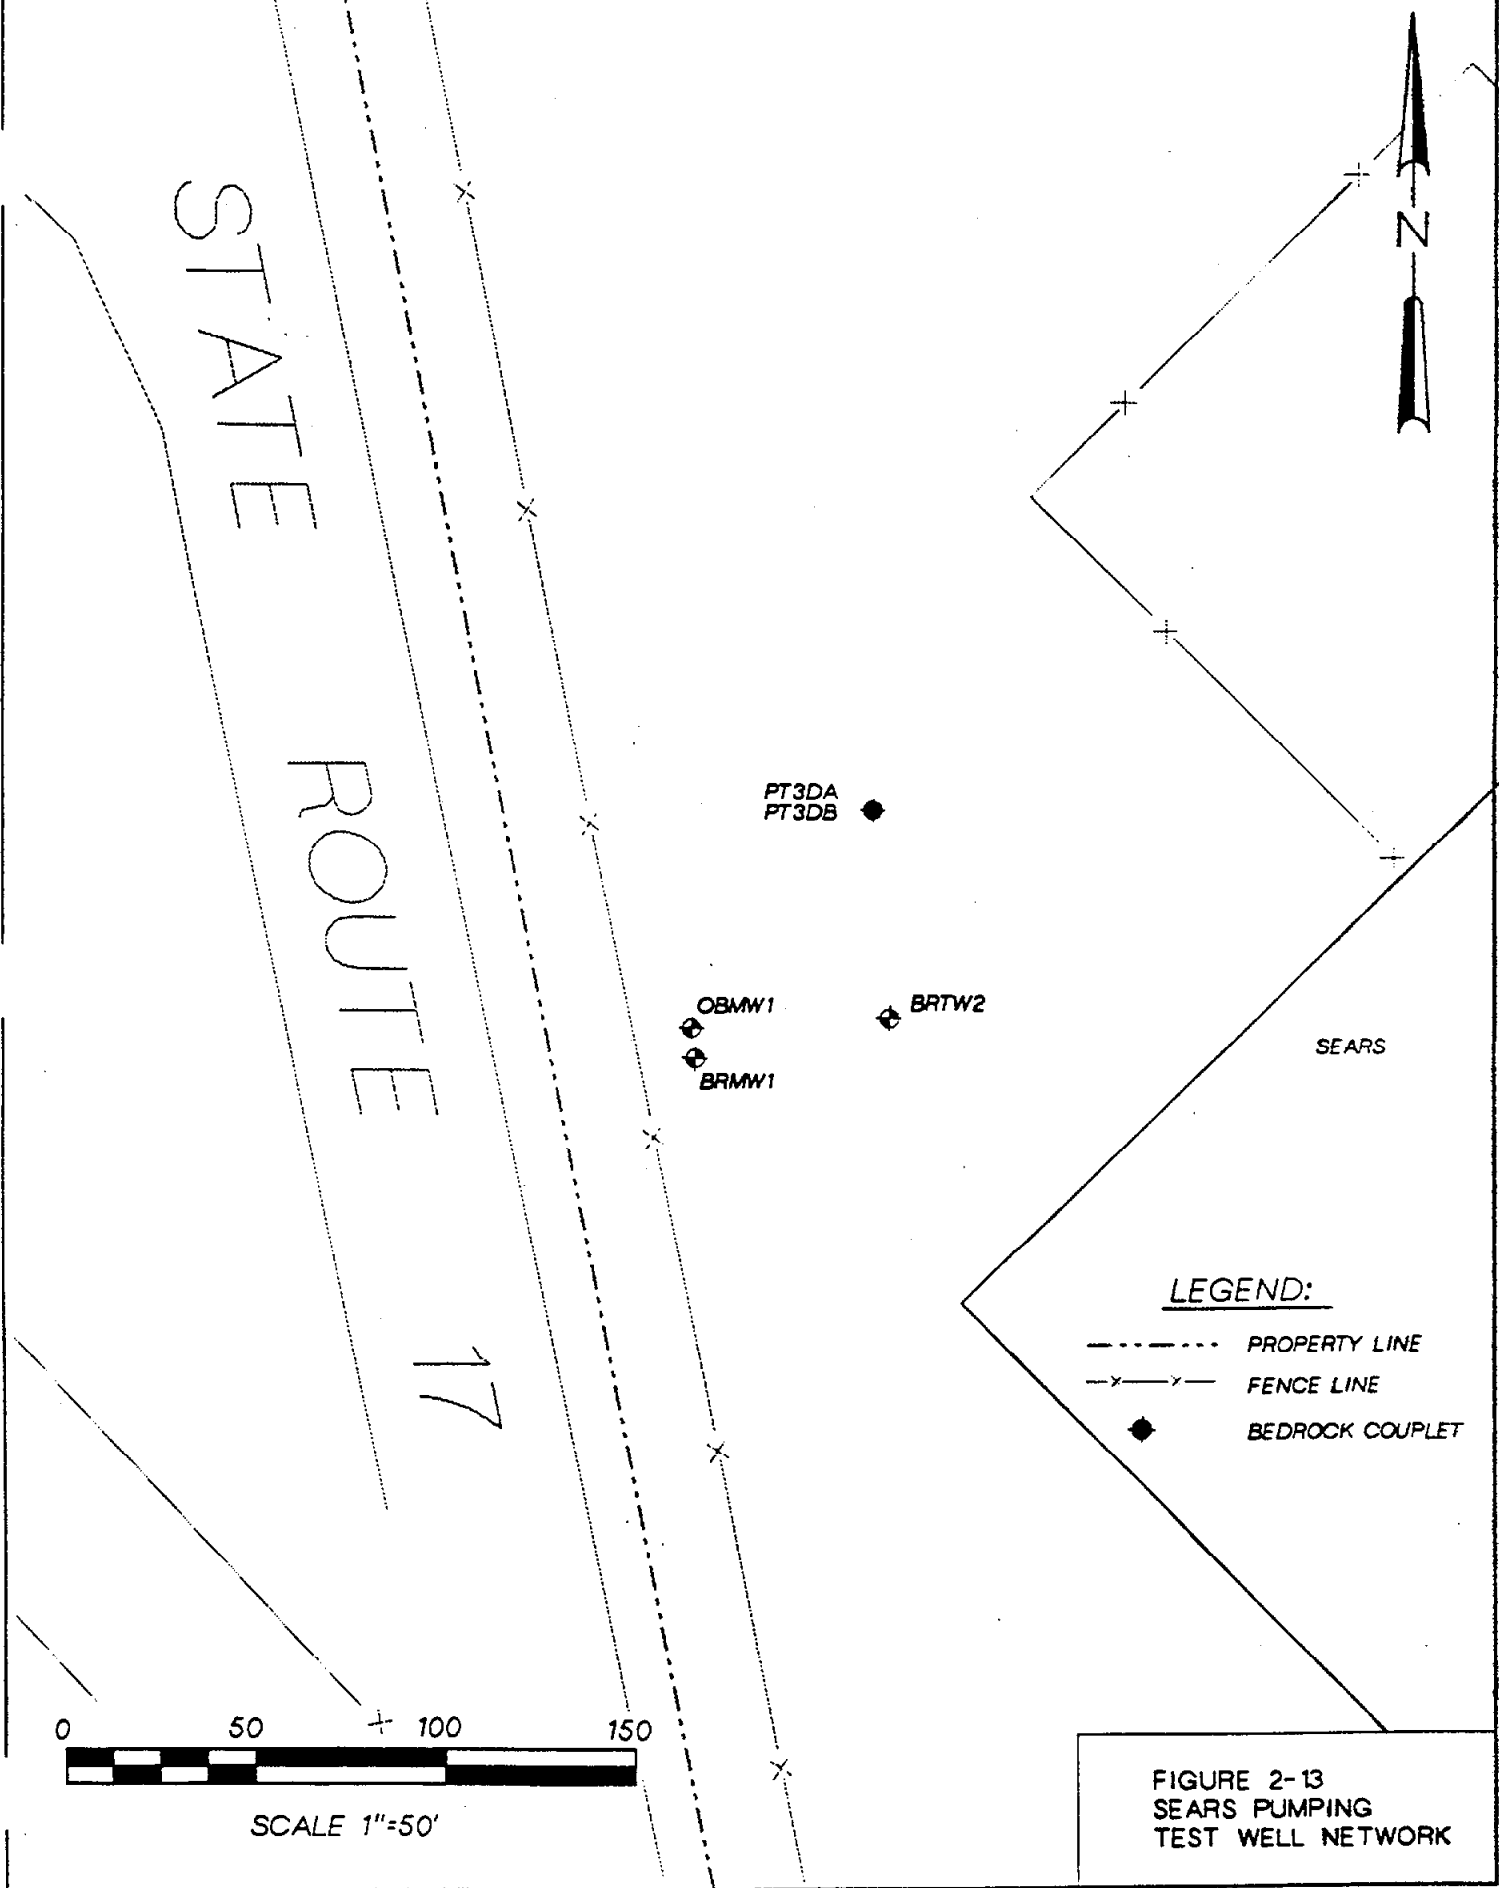 N
STATE ROUTE 17
PT3DA
PT3DB
OBMW1
BRTW2
BRMW1
SEARS
LEGEND:
PROPERTY LINE
FENCE LINE
BEDROCK COUPLET
0 50 100 150
SCALE 1"=50'
FIGURE 2-13
SEARS PUMPING
TEST WELL NETWORK